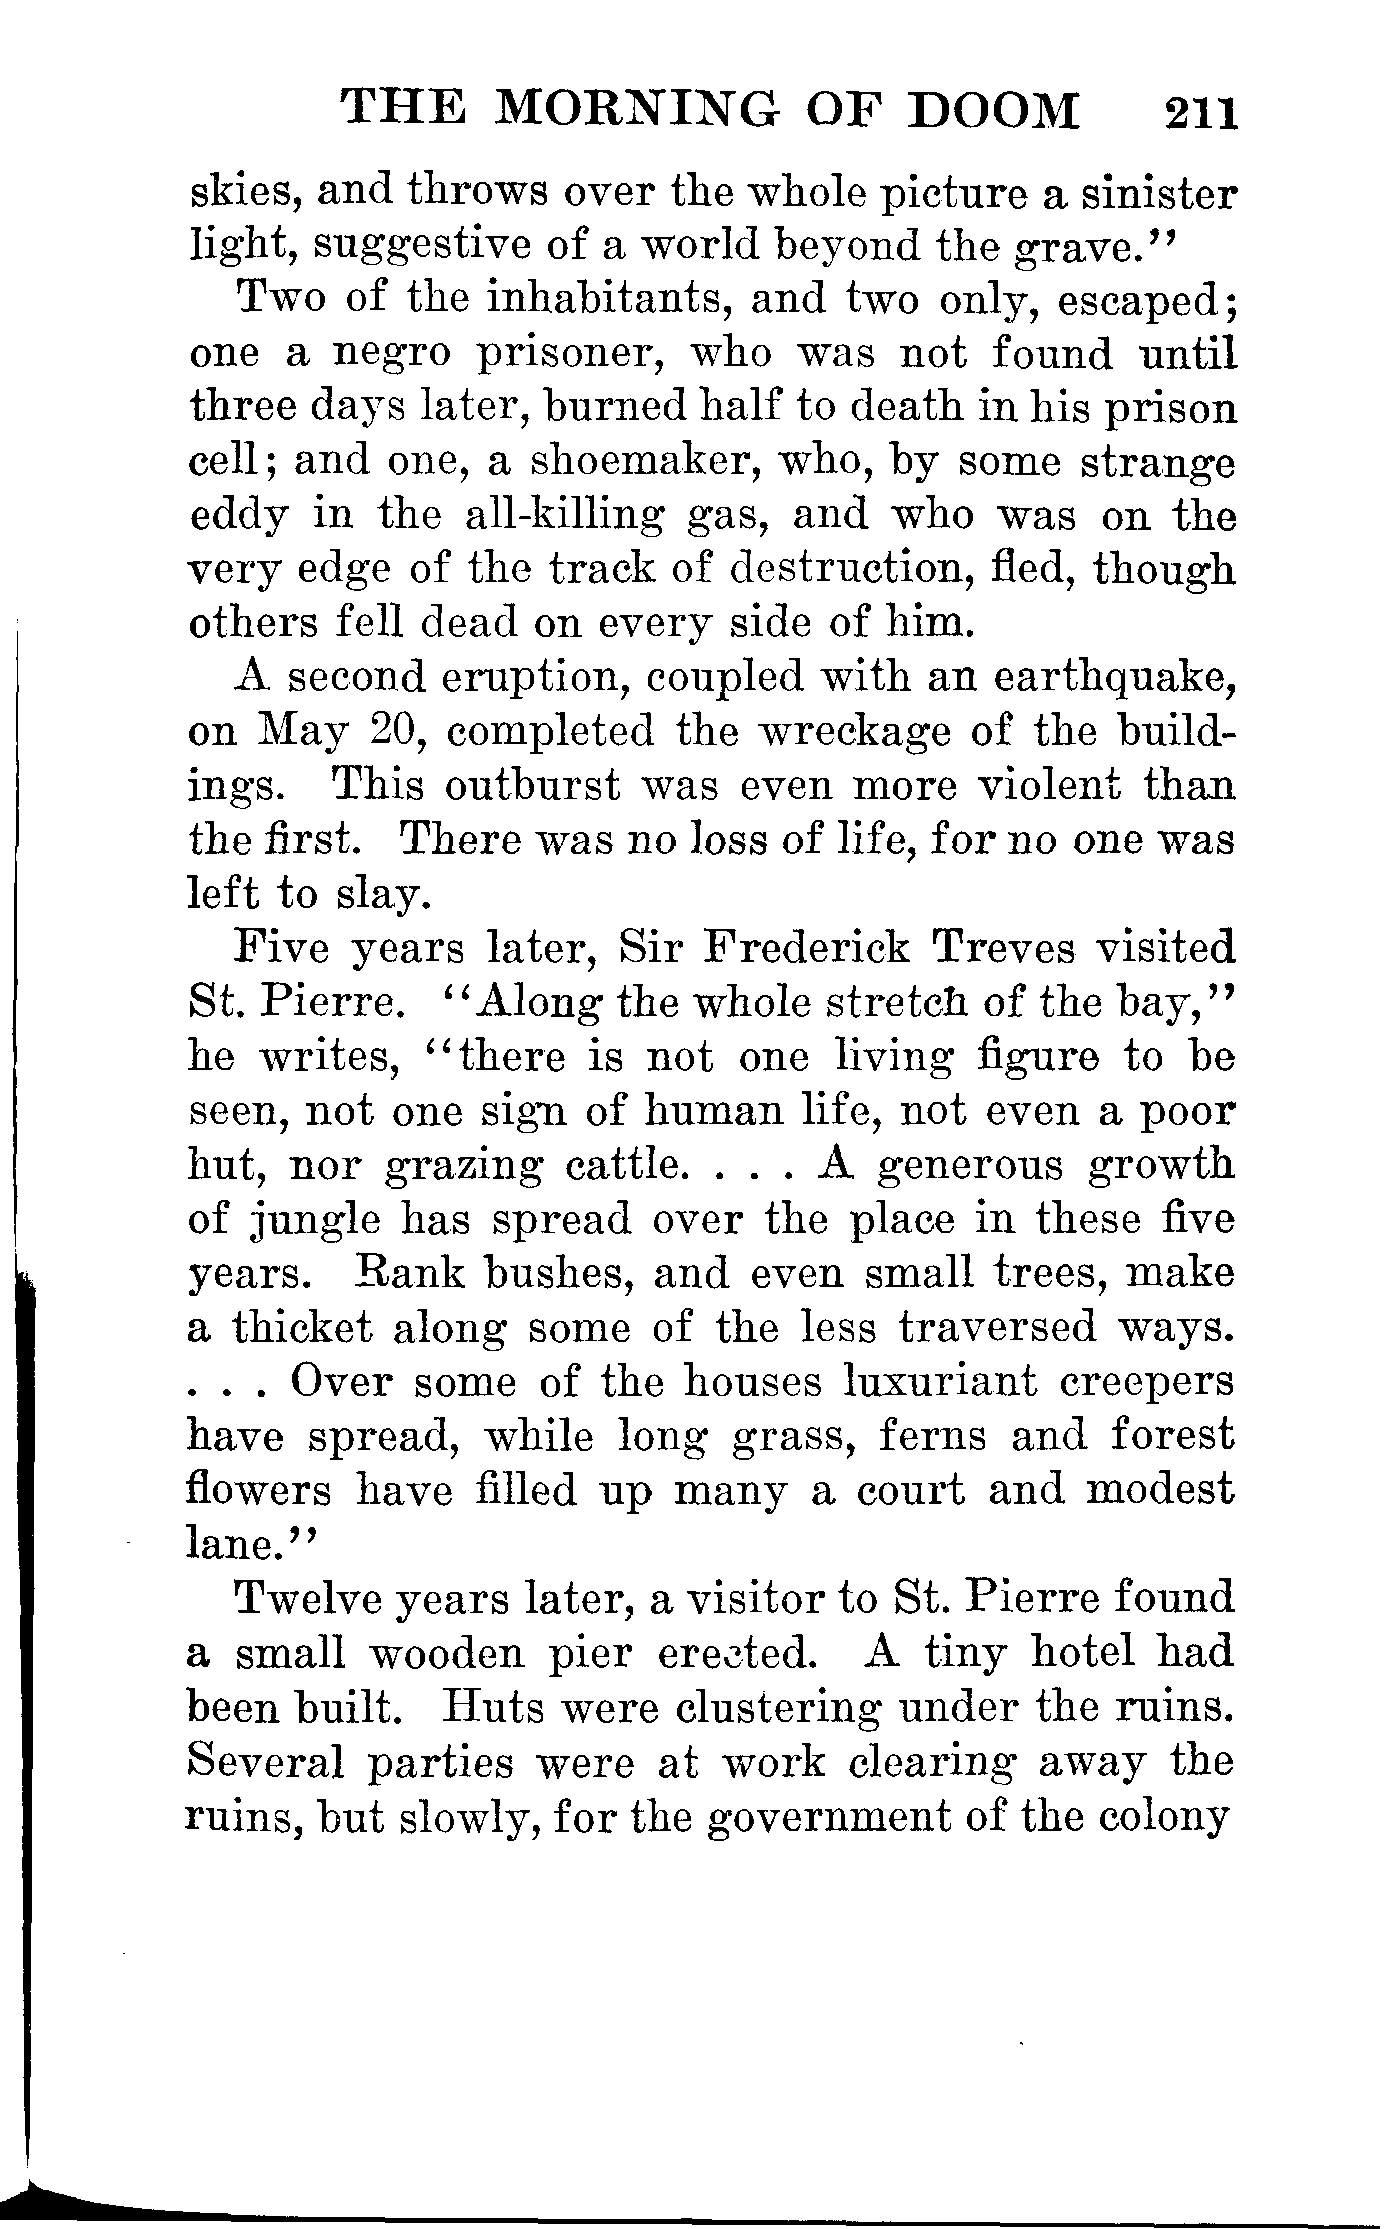 THE MORNING OF DOOM 211
skies, and throws over the whole picture a sinister
light, suggestive of a world beyond the grave.''
Two of the inhabitants, and two only, escaped;
one a negro prisoner, who was not found until
three days later, burned half to death in his prison
cell; and one, a shoemaker, who, by some strange
eddy in the all-killing gas, and who was on the
very edge of the track of destruction, fled, though
others fell dead on every side of him.
A second eruption, coupled with an earthquake,
on May 20, completed the wreckage of the build-
ings. This outburst was even more violent than
the first. There was no loss of life, for no one was
left to slay.
Five years later, Sir Frederick Treves visited
St. Pierre. ‘‘Along the whole stretch of the bay,’’
he writes, ‘‘there is not one living figure to be
seen, not one sign of human life, not even a poor
hut, nor grazing cattle. . . . A generous growth
of jungle has spread over the place in these five
years. Rank bushes, and even small trees, make
a thicket along some of the less traversed ways.
. . . Over some of the houses luxuriant creepers
have spread, while long grass, ferns and forest
flowers have filled up many a court and modest
lane.’’
Twelve years later, a visitor to St. Pierre found
a small wooden pier erected. A tiny hotel had
been built. Huts were clustering under the ruins.
Several parties were at work clearing away the
ruins, but slowly, for the government of the colony